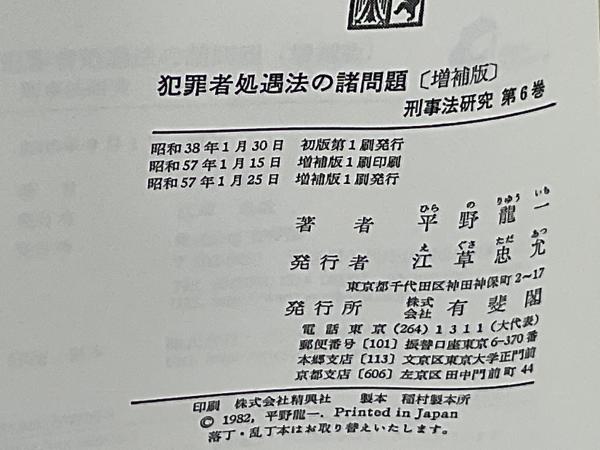 犯罪者処遇法の諸問題〔増補版〕
刑事法研究 第6巻
昭和38年1月30日 初版第1刷発行
昭和57年1月15日 増補版1刷印刷
昭和57年1月25日 増補版1刷発行
ひら の りゅう いち
著者 平野龍一
え ぐさ ただ あつ
発行者 江草忠允
東京都千代田区神田神保町2~17
発行所 株式会社 有斐閣
電話東京(264)1311(大代表)
郵便番号〔101〕振替口座東京6-370番
本郷支店〔113〕文京区東京大学正門前
京都支店〔606〕左京区田中門前町44
印刷 株式会社精興社 製本 稲村製本所
© 1982, 平野龍一. Printed in Japan
落丁・乱丁本はお取り替えいたします。